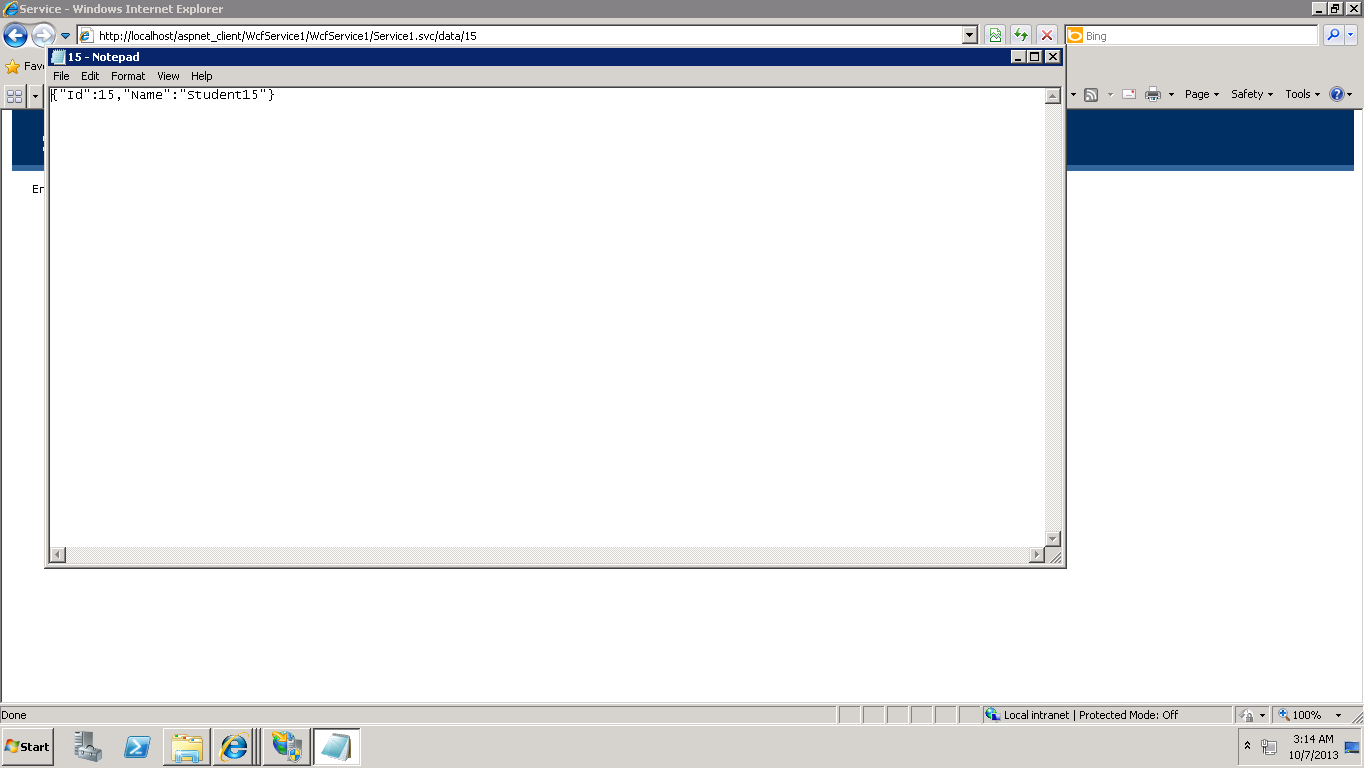 Service - Windows Internet Explorer
http://localhost/aspnet_client/WcfService1/WcfService1/Service1.svc/data/15
Bing
15 - Notepad
File Edit Format View Help
{"Id":15,"Name":"Student15"}
Page Safety Tools
Done
Local intranet | Protected Mode: Off
100%
Start
3:14 AM
10/7/2013